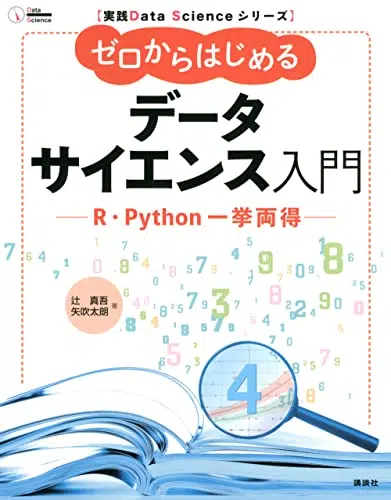 Data
Science
【実践Data Scienceシリーズ】
ゼロからはじめる
データ
サイエンス入門
R・Python一挙両得
辻 真吾
矢吹太朗 著
4
講談社